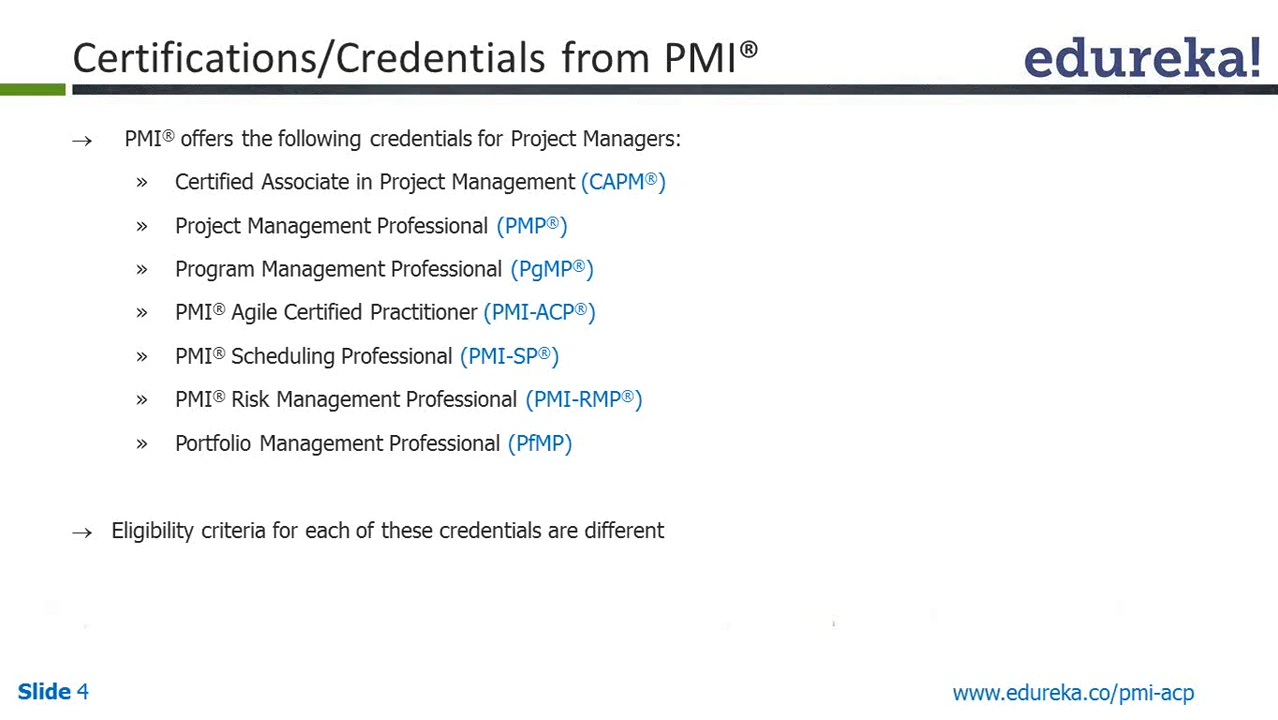 Certifications/Credentials from PMI®
edureka!
→ PMI® offers the following credentials for Project Managers:
» Certified Associate in Project Management (CAPM®)
» Project Management Professional (PMP®)
» Program Management Professional (PgMP®)
» PMI® Agile Certified Practitioner (PMI-ACP®)
» PMI® Scheduling Professional (PMI-SP®)
» PMI® Risk Management Professional (PMI-RMP®)
» Portfolio Management Professional (PfMP)
→ Eligibility criteria for each of these credentials are different
Slide 4
www.edureka.co/pmi-acp